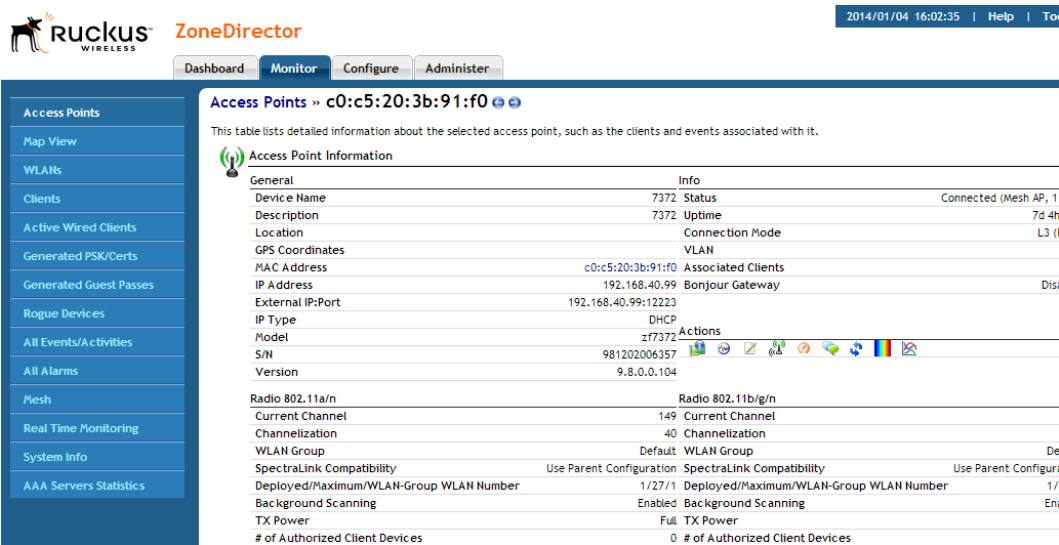 2014/01/04 16:02:35 | Help |
Ruckus
WIRELESS
ZoneDirector
Dashboard Monitor Configure Administer
Access Points
Map View
WLANs
Clients
Active Wired Clients
Generated PSK/Certs
Generated Guest Passes
Rogue Devices
All Events/Activities
All Alarms
Mesh
Real Time Monitoring
System Info
AAA Servers Statistics
Access Points » c0:c5:20:3b:91:f0
This table lists detailed information about the selected access point, such as the clients and events associated with it.
Access Point Information
General Info
Device Name 7372 Status Connected (Mesh AP, 1
Description 7372 Uptime 7d 4h
Location Connection Mode L3
GPS Coordinates VLAN
MAC Address c0:c5:20:3b:91:f0 Associated Clients
IP Address 192.168.40.99 Bonjour Gateway Disa
External IP:Port 192.168.40.99:12223
IP Type DHCP
Model zf7372 Actions
S/N 981202006357
Version 9.8.0.0.104
Radio 802.11a/n Radio 802.11b/g/n
Current Channel 149 Current Channel
Channelization 40 Channelization
WLAN Group Default WLAN Group De
SpectraLink Compatibility Use Parent Configuration SpectraLink Compatibility Use Parent Configura
Deployed/Maximum/WLAN-Group WLAN Number 1/27/1 Deployed/Maximum/WLAN-Group WLAN Number 1/
Background Scanning Enabled Background Scanning Ena
TX Power Full TX Power
# of Authorized Client Devices 0 # of Authorized Client Devices